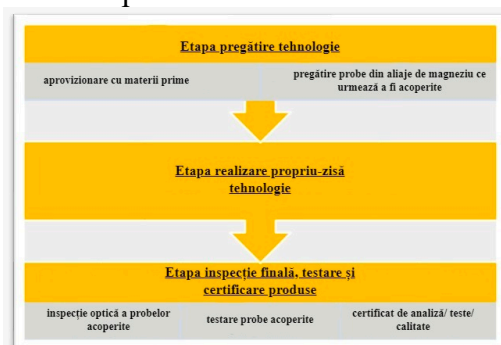 Etapa pregătire tehnologie
aprovizionare cu materii prime
pregătire probe din aliaje de magneziu ce
urmează a fi acoperite
Etapa realizare propriu-zisă
tehnologie
Etapa inspecție finală, testare și
certificare produse
inspecție optică a probelor
acoperite
testare probe acoperite
certificat de analiză/ teste/
calitate